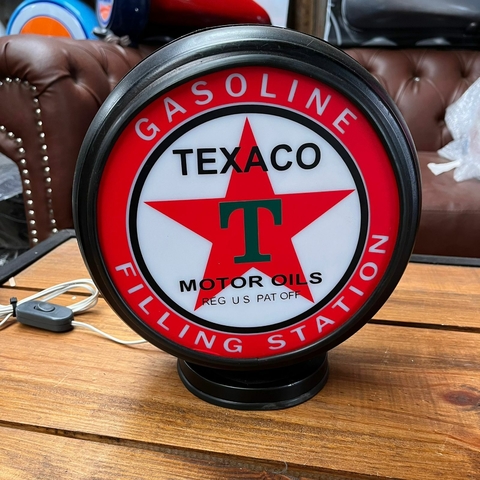 GASOLINE
TEXACO
T
MOTOR OILS
REG U S PAT OFF
FILLING STATION